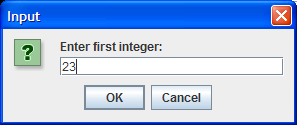 Input
?
Enter first integer:
23
OK
Cancel